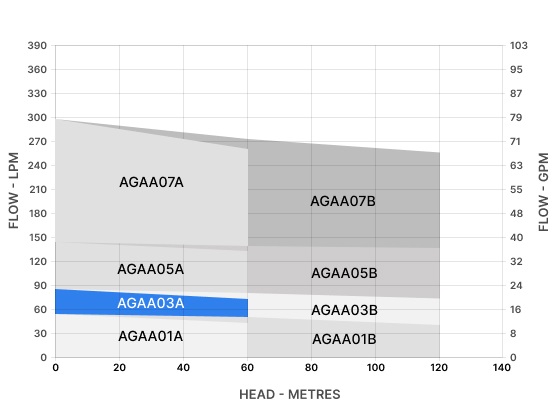 390 103
360 95
330 87
300 79
270 71
240 63
210 55
180 48
150 40
120 32
90 24
60 16
30 8
0 0
FLOW - LPM
FLOW - GPM
AGAA07A
AGAA07B
AGAA05A
AGAA05B
AGAA03A
AGAA03B
AGAA01A
AGAA01B
0 20 40 60 80 100 120 140
HEAD - METRES